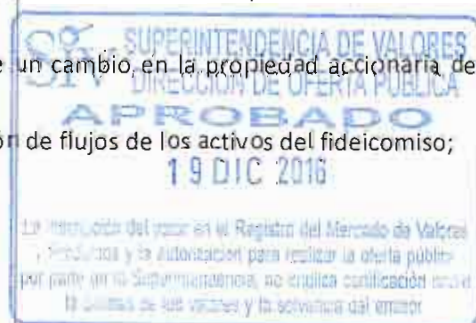 SIV SUPERINTENDENCIA DE VALORES
DIRECCIÓN DE OFERTA PÚBLICA
e un cambio en la propiedad accionaria de
APROBADO
ón de flujos de los activos del fideicomiso;
19 DIC 2016
La inscripción del valor en el Registro del Mercado de Valores
y Productos y la autorización para realizar la oferta pública
por parte de la Superintendencia, no implica certificación sobre
la calidad de los valores y la solvencia del emisor